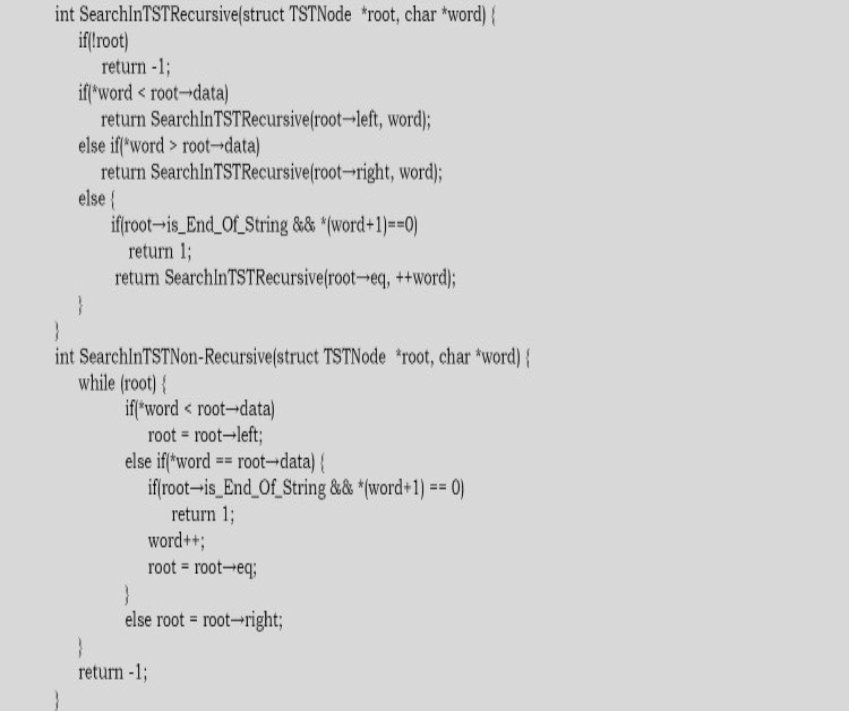 int SearchInTSTRecursive(struct TSTNode *root, char *word) {
if(!root)
return -1;
if(*word < root→data)
return SearchInTSTRecursive(root→left, word);
else if(*word > root→data)
return SearchInTSTRecursive(root→right, word);
else {
if(root→is_End_Of_String && *(word+1)==0)
return 1;
return SearchInTSTRecursive(root→eq, ++word);
}
}
int SearchInTSTNon-Recursive(struct TSTNode *root, char *word) {
while (root) {
if(*word < root→data)
root = root→left;
else if(*word == root→data) {
if(root→is_End_Of_String && *(word+1) == 0)
return 1;
word++;
root = root→eq;
}
else root = root→right;
}
return -1;
}